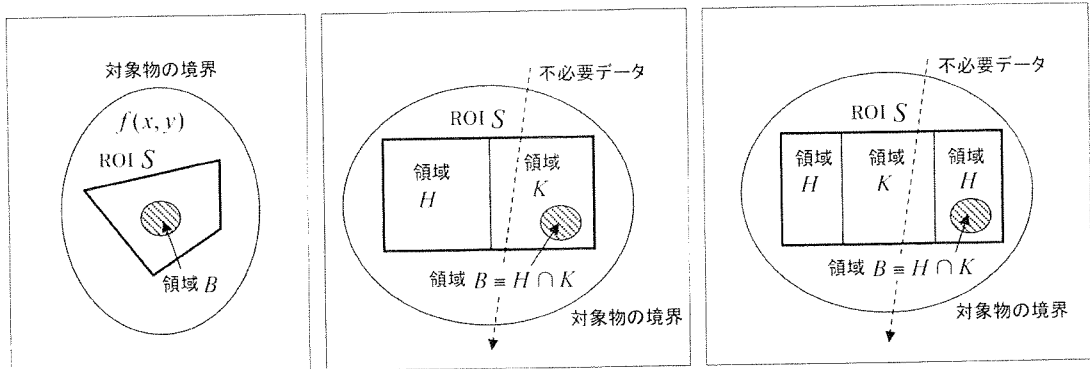 対象物の境界
f(x, y)
ROI S
領域 B
不必要データ
ROI S
領域
H
領域
K
領域 B ≡ H ∩ K
対象物の境界
不必要データ
ROI S
領域
H
領域
K
領域
H
領域 B ≡ H ∩ K
対象物の境界